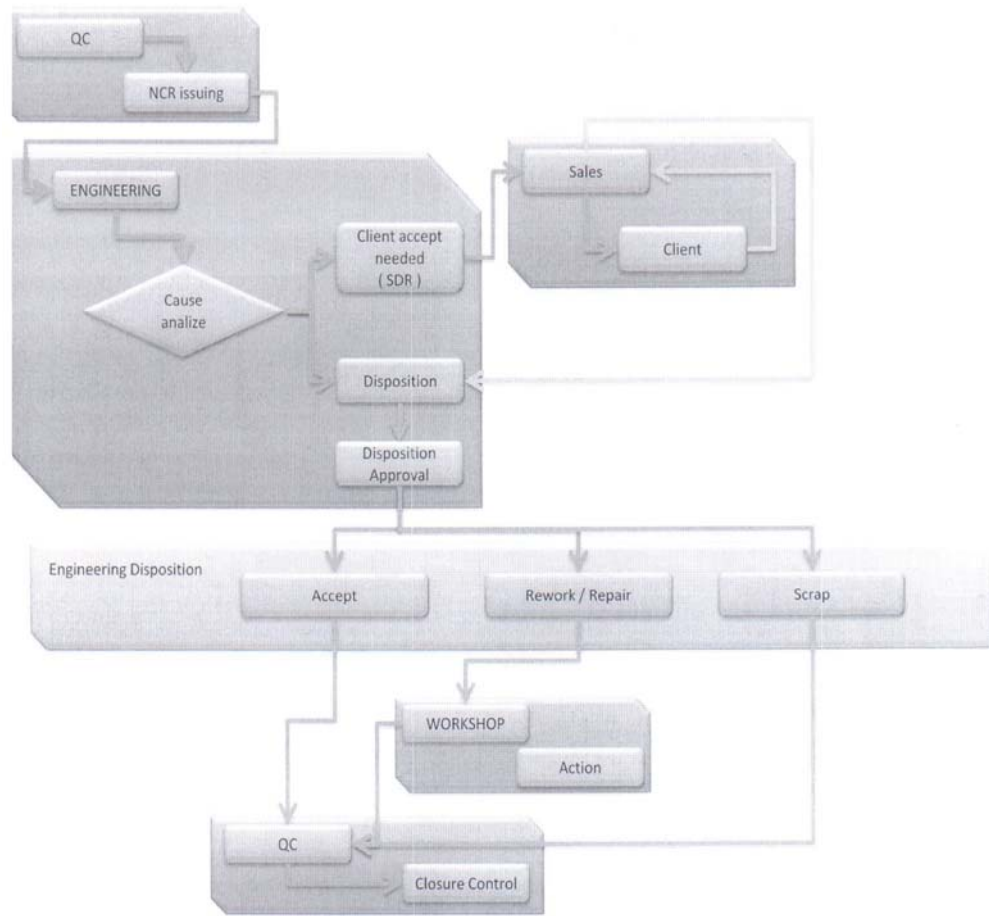 QC
NCR issuing
ENGINEERING
Cause
analize
Client accept
needed
( SDR )
Sales
Client
Disposition
Disposition
Approval
Engineering Disposition
Accept
Rework / Repair
Scrap
WORKSHOP
Action
QC
Closure Control